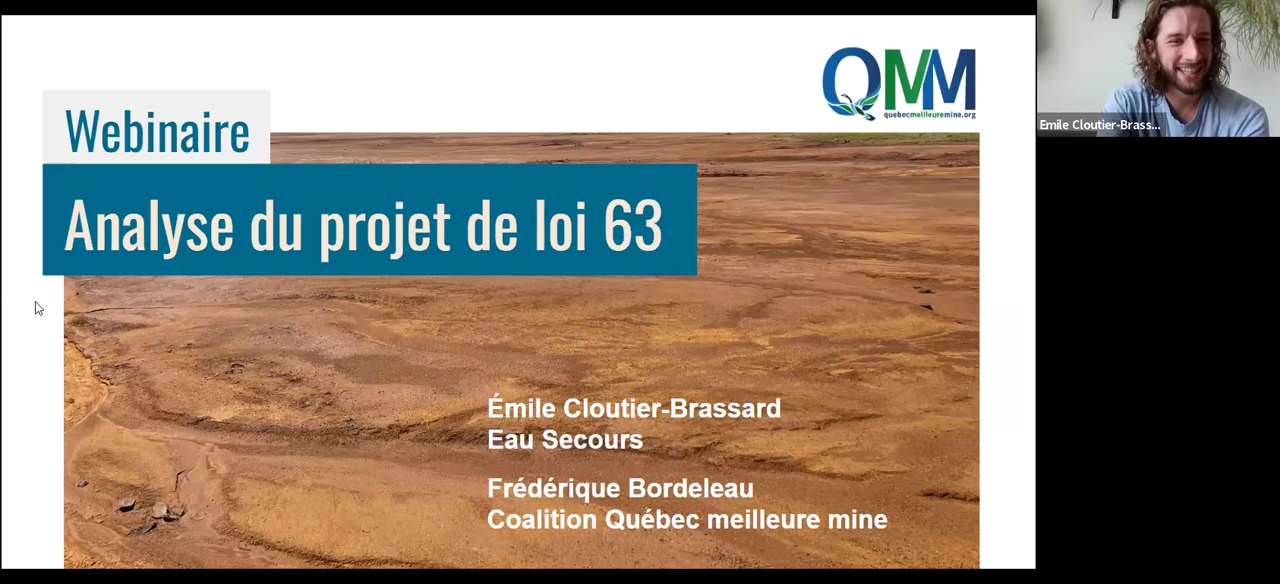 QMM
quebecmeilleuremine.org
Webinaire
Analyse du projet de loi 63
Émile Cloutier-Brassard
Eau Secours
Frédérique Bordeleau
Coalition Québec meilleure mine
Emile Cloutier-Brass...